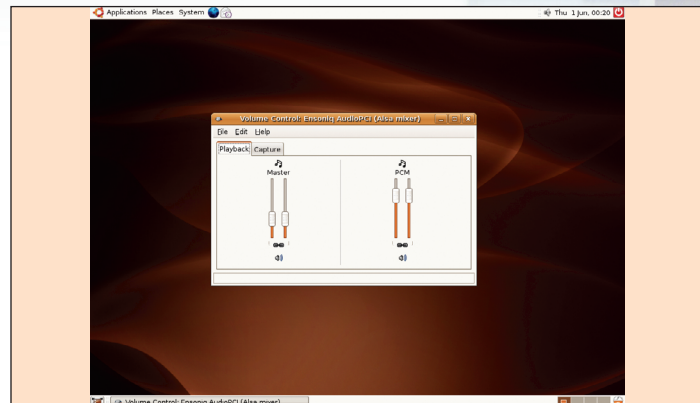 Applications Places System
Thu 1 Jun, 00:20
Volume Control: Ensoniq AudioPCI (Alsa mixer)
File Edit Help
Playback Capture
Master
PCM
Volume Control: Ensoniq AudioPCI (Alsa mixer)